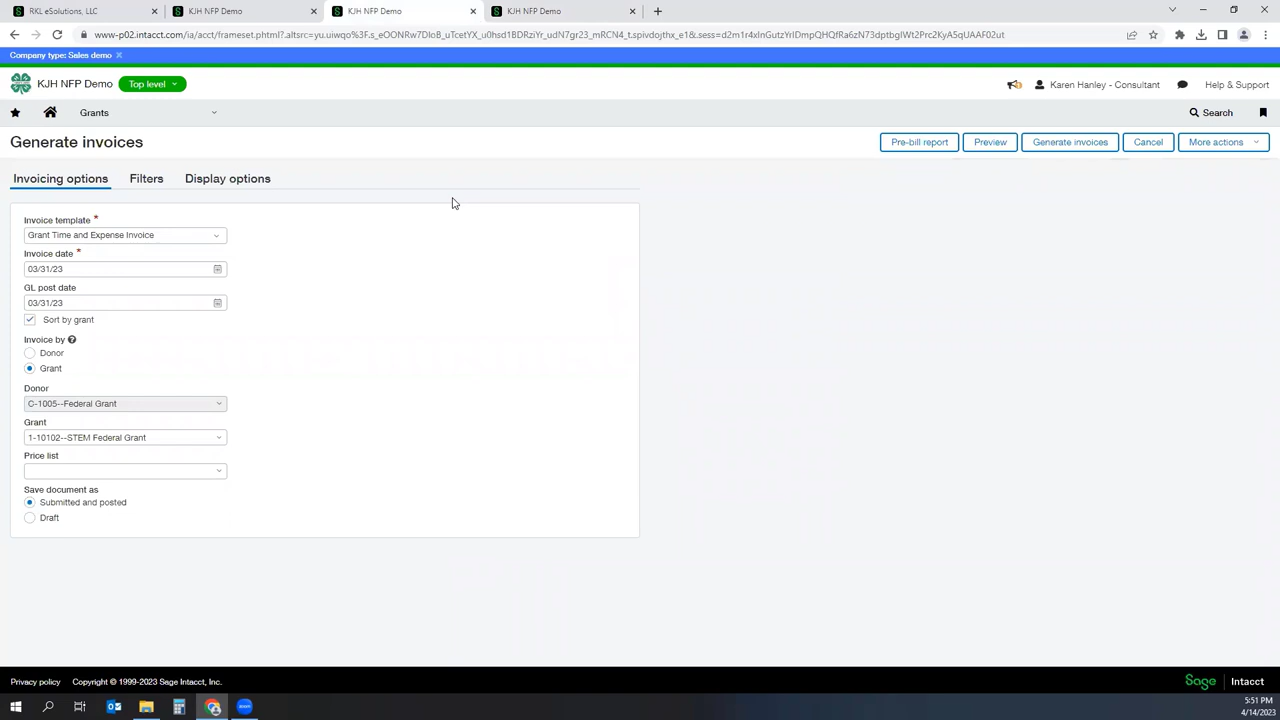 RKL eSolutions, LLC
KJH NFP Demo
KJH NFP Demo
KJH NFP Demo
Company type: Sales demo
KJH NFP Demo
Top level
Karen Hanley - Consultant
Help & Support
Grants
Search
Generate invoices
Pre-bill report
Preview
Generate invoices
Cancel
More actions
Invoicing options
Filters
Display options
Invoice template *
Grant Time and Expense Invoice
Invoice date *
03/31/23
GL post date
03/31/23
Sort by grant
Invoice by
Donor
Grant
Donor
C-1005--Federal Grant
Grant
1-10102--STEM Federal Grant
Price list
Save document as
Submitted and posted
Draft
Privacy policy
Copyright © 1999-2023 Sage Intacct, Inc.
Sage Intacct
5:51 PM
4/14/2023